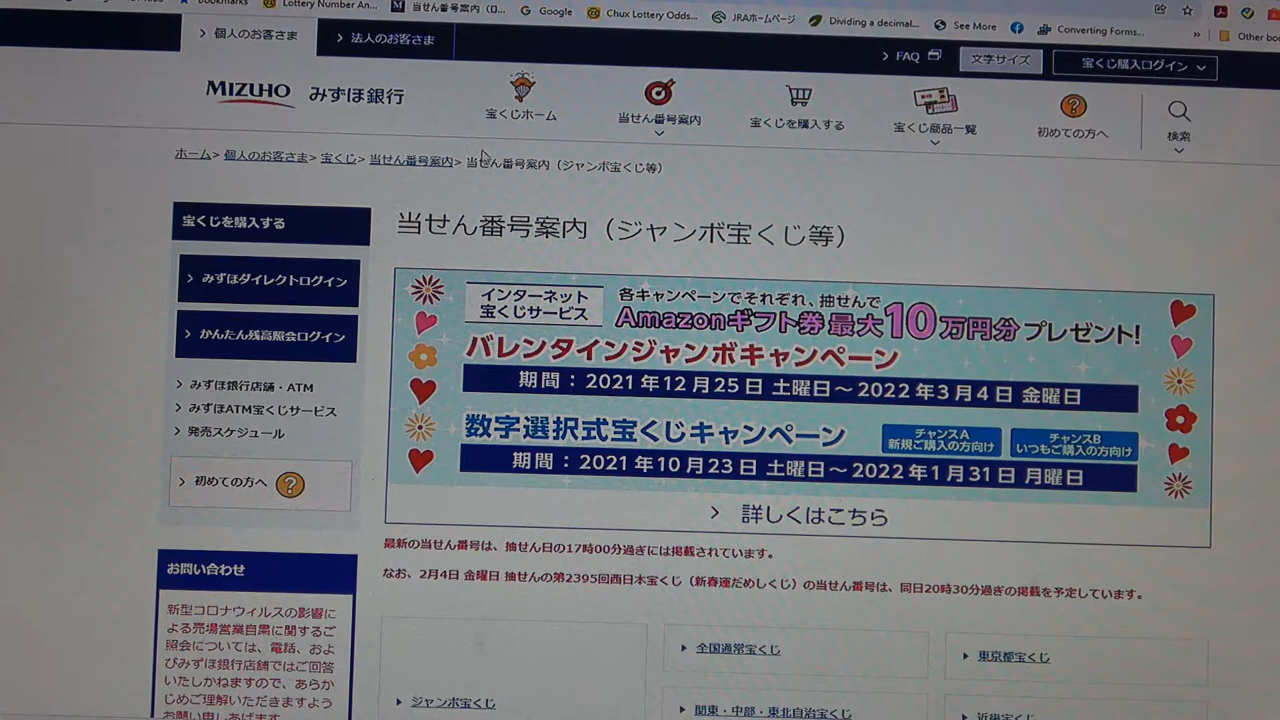 bookmarks
Lottery Number An...
当せん番号案内（ロ...
Google
Chux Lottery Odds...
JRAホームページ
Dividing a decimal...
See More
Converting Forms...
»
Other boo
> 個人のお客さま
> 法人のお客さま
> FAQ
文字サイズ
宝くじ購入ログイン
MIZUHO みずほ銀行
宝くじホーム
当せん番号案内
宝くじを購入する
宝くじ商品一覧
初めての方へ
検索
ホーム> 個人のお客さま> 宝くじ> 当せん番号案内> 当せん番号案内（ジャンボ宝くじ等）
宝くじを購入する
> みずほダイレクトログイン
> かんたん残高照会ログイン
> みずほ銀行店舗・ATM
> みずほATM宝くじサービス
> 発売スケジュール
> 初めての方へ ?
お問い合わせ
新型コロナウィルスの影響に
よる売場営業自粛に関するご
照会については、電話、およ
びみずほ銀行店舗ではご回答
いたしかねますので、あらか
じめご理解いただきますよう
お願い申しあげます
当せん番号案内（ジャンボ宝くじ等）
インターネット
宝くじサービス
各キャンペーンでそれぞれ、抽せんで
Amazonギフト券 最大10万円分プレゼント!
バレンタインジャンボキャンペーン
期間：2021年12月25日 土曜日～2022年3月4日 金曜日
数字選択式宝くじキャンペーン
チャンスA
新規ご購入の方向け
チャンスB
いつもご購入の方向け
期間：2021年10月23日 土曜日～2022年1月31日 月曜日
> 詳しくはこちら
最新の当せん番号は、抽せん日の17時00分過ぎには掲載されています。
なお、2月4日 金曜日 抽せんの第2395回西日本宝くじ（新春運だめしくじ）の当せん番号は、同日20時30分過ぎの掲載を予定しています。
ジャンボ宝くじ
全国通常宝くじ
東京都宝くじ
関東・中部・東北自治宝くじ
近畿宝くじ